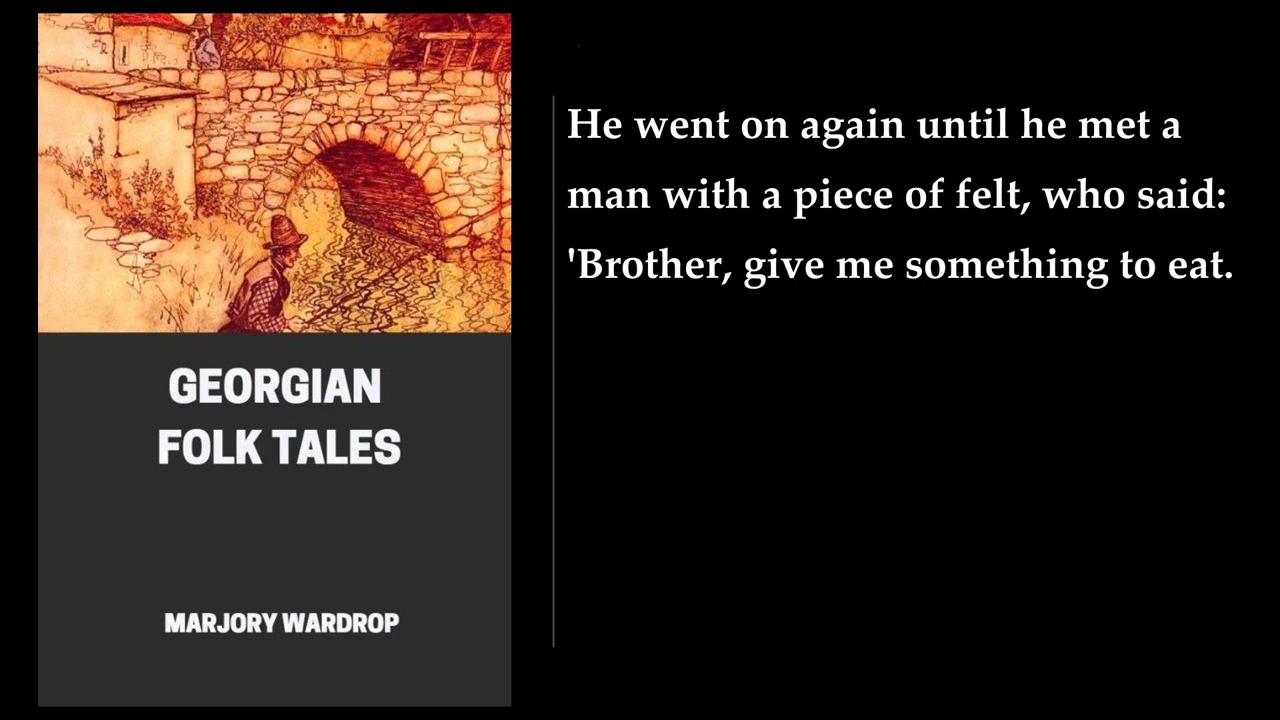 GEORGIAN
FOLK TALES
MARJORY WARDROP
He went on again until he met a
man with a piece of felt, who said:
'Brother, give me something to eat.